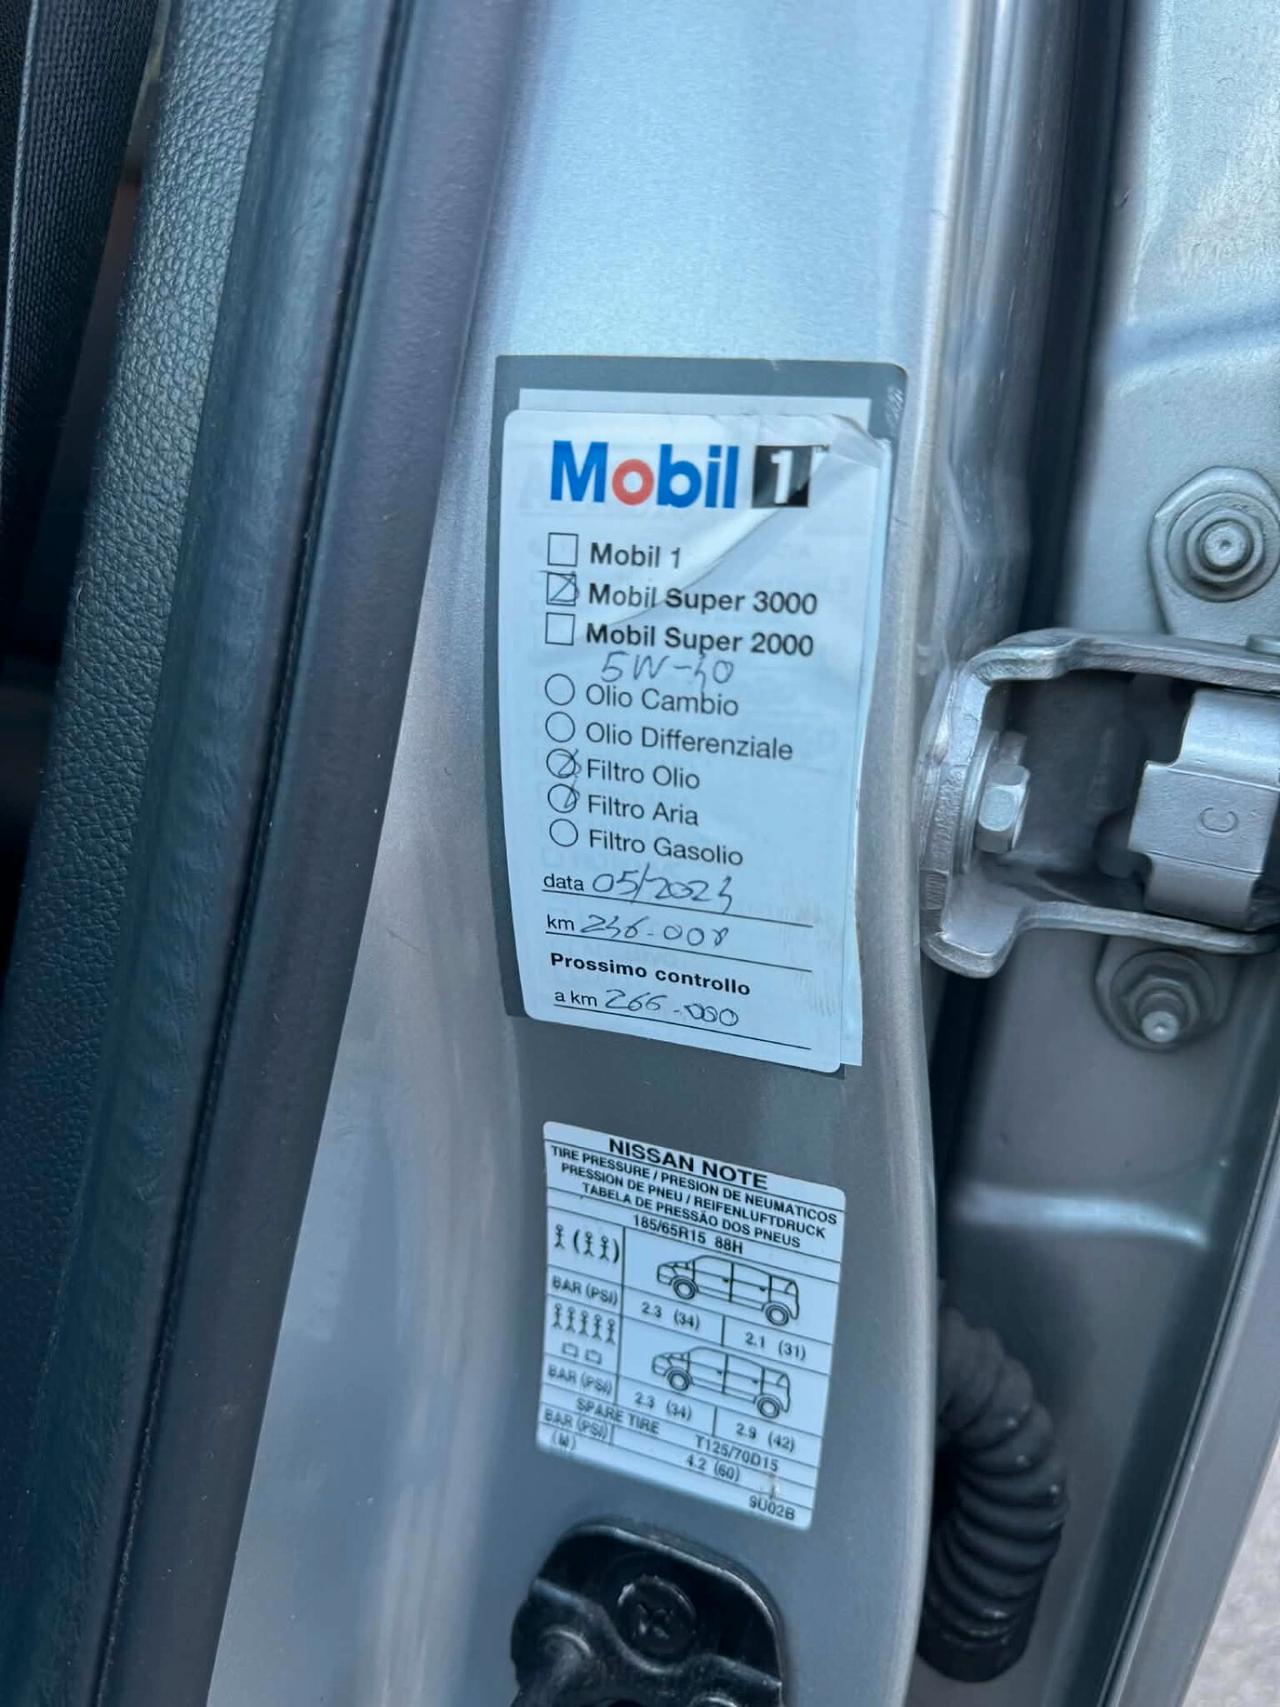 Mobil 1
Mobil 1
Mobil Super 3000
Mobil Super 2000
5W-40
Olio Cambio
Olio Differenziale
Filtro Olio
Filtro Aria
Filtro Gasolio
data 05/2024
km 246.008
Prossimo controllo
a km 266.000
NISSAN NOTE
TIRE PRESSURE / PRESION DE NEUMATICOS
PRESSION DE PNEU / REIFENLUFTDRUCK
TABELA DE PRESSÃO DOS PNEUS
185/65R15 88H
BAR (PSI) 2.3 (34) 2.1 (31)
BAR (PSI) 2.3 (34) 2.9 (42)
SPARE TIRE T125/70D15
BAR (PSI) 4.2 (60)
(M) 9U02B
C